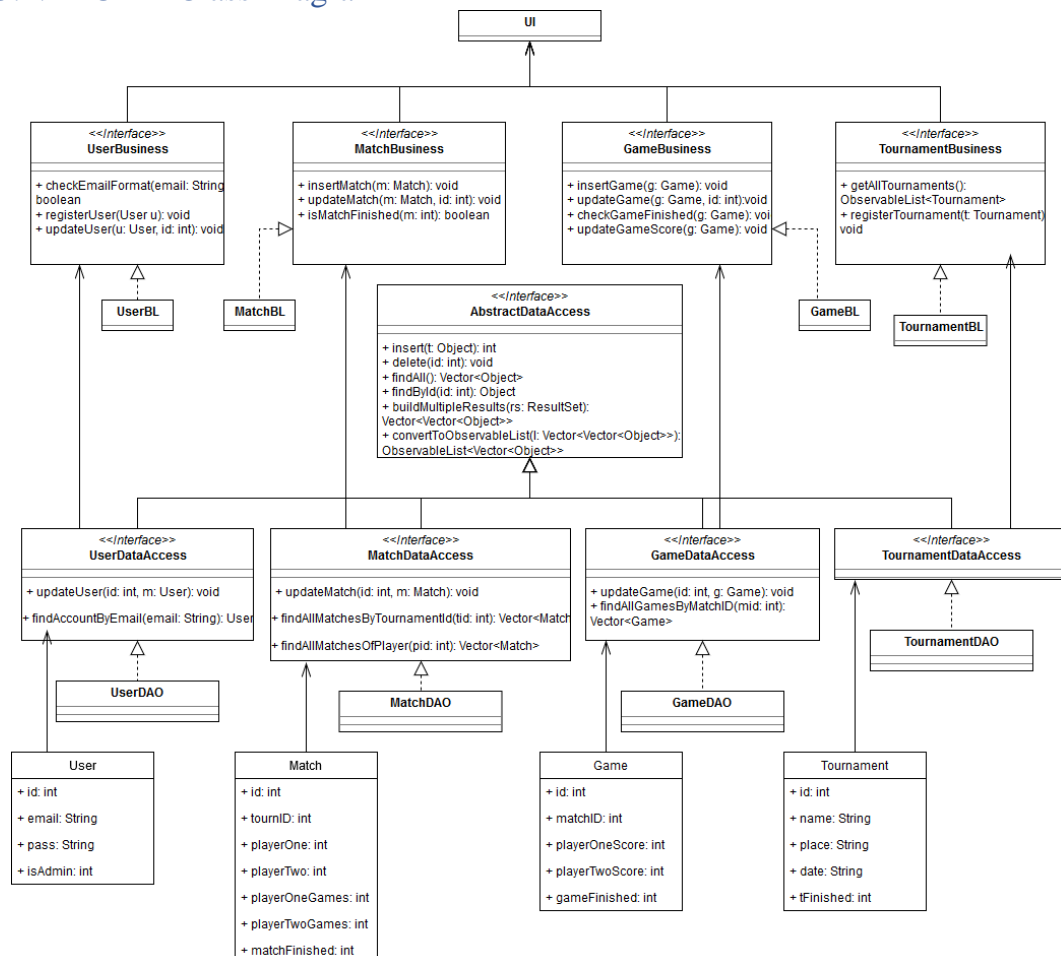 UI
<<Interface>>
UserBusiness
+ checkEmailFormat(email: String
boolean
+ registerUser(User u): void
+ updateUser(u: User, id: int): void
<<Interface>>
MatchBusiness
+ insertMatch(m: Match): void
+ updateMatch(m: Match, id: int): void
+ isMatchFinished(m: int): boolean
<<Interface>>
GameBusiness
+ insertGame(g: Game): void
+ updateGame(g: Game, id: int):void
+ checkGameFinished(g: Game): voi
+ updateGameScore(g: Game): void
<<Interface>>
TournamentBusiness
+ getAllTournaments():
ObservableList<Tournament>
+ registerTournament(t: Tournament)
void
UserBL
MatchBL
GameBL
TournamentBL
<<Interface>>
AbstractDataAccess
+ insert(t: Object): int
+ delete(id: int): void
+ findAll(): Vector<Object>
+ findById(id: int): Object
+ buildMultipleResults(rs: ResultSet):
Vector<Vector<Object>>
+ convertToObservableList(l: Vector<Vector<Object>>):
ObservableList<Vector<Object>>
<<Interface>>
UserDataAccess
+ updateUser(id: int, m: User): void
+ findAccountByEmail(email: String): User
<<Interface>>
MatchDataAccess
+ updateMatch(id: int, m: Match): void
+ findAllMatchesByTournamentId(tid: int): Vector<Match
+ findAllMatchesOfPlayer(pid: int): Vector<Match>
<<Interface>>
GameDataAccess
+ updateGame(id: int, g: Game): void
+ findAllGamesByMatchID(mid: int):
Vector<Game>
<<Interface>>
TournamentDataAccess
UserDAO
MatchDAO
GameDAO
TournamentDAO
User
+ id: int
+ email: String
+ pass: String
+ isAdmin: int
Match
+ id: int
+ tournID: int
+ playerOne: int
+ playerTwo: int
+ playerOneGames: int
+ playerTwoGames: int
+ matchFinished: int
Game
+ id: int
+ matchID: int
+ playerOneScore: int
+ playerTwoScore: int
+ gameFinished: int
Tournament
+ id: int
+ name: String
+ place: String
+ date: String
+ tFinished: int